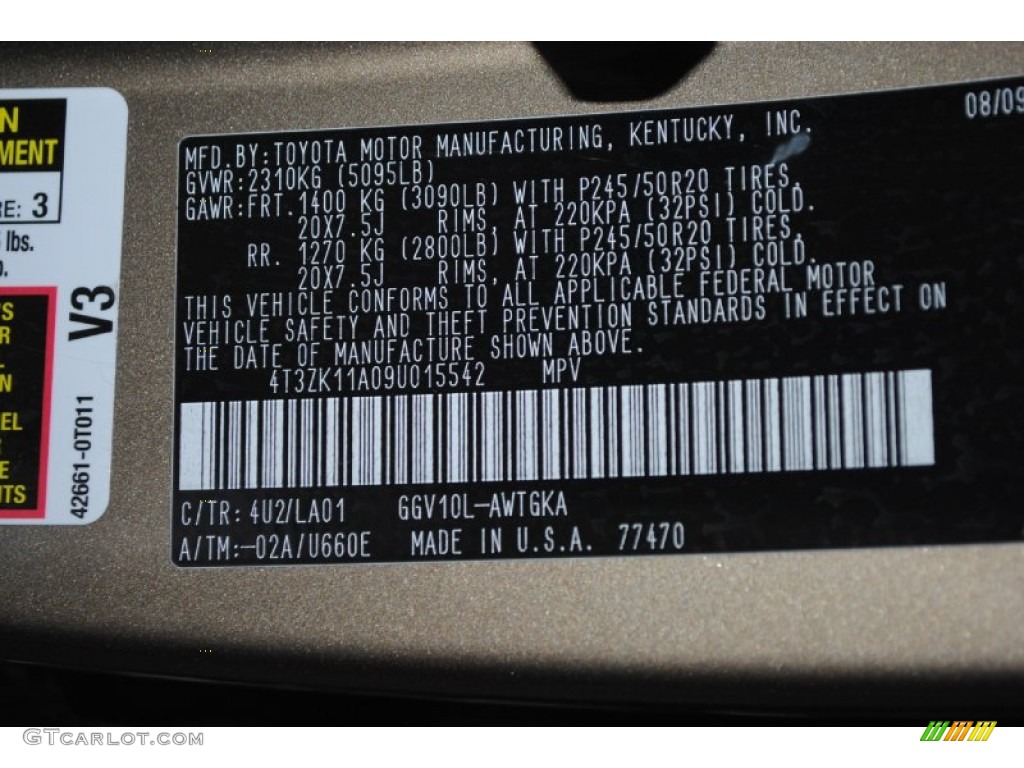 08/09
MFD.BY:TOYOTA MOTOR MANUFACTURING, KENTUCKY, INC.
GVWR:2310KG (5095LB)
GAWR:FRT.1400 KG (3090LB) WITH P245/50R20 TIRES,
20X7.5J RIMS, AT 220KPA (32PSI) COLD.
RR. 1270 KG (2800LB) WITH P245/50R20 TIRES,
20X7.5J RIMS, AT 220KPA (32PSI) COLD.
THIS VEHICLE CONFORMS TO ALL APPLICABLE FEDERAL MOTOR
VEHICLE SAFETY AND THEFT PREVENTION STANDARDS IN EFFECT ON
THE DATE OF MANUFACTURE SHOWN ABOVE.
4T3ZK11A09U015542 MPV
C/TR: 4U2/LA01 GGV10L-AWTGKA
A/TM:-02A/U660E MADE IN U.S.A. 77470
N
MENT
RE: 3
lbs.
V3
42661-0T011
S
R
N
EL
E
TS
GTCarlot.com